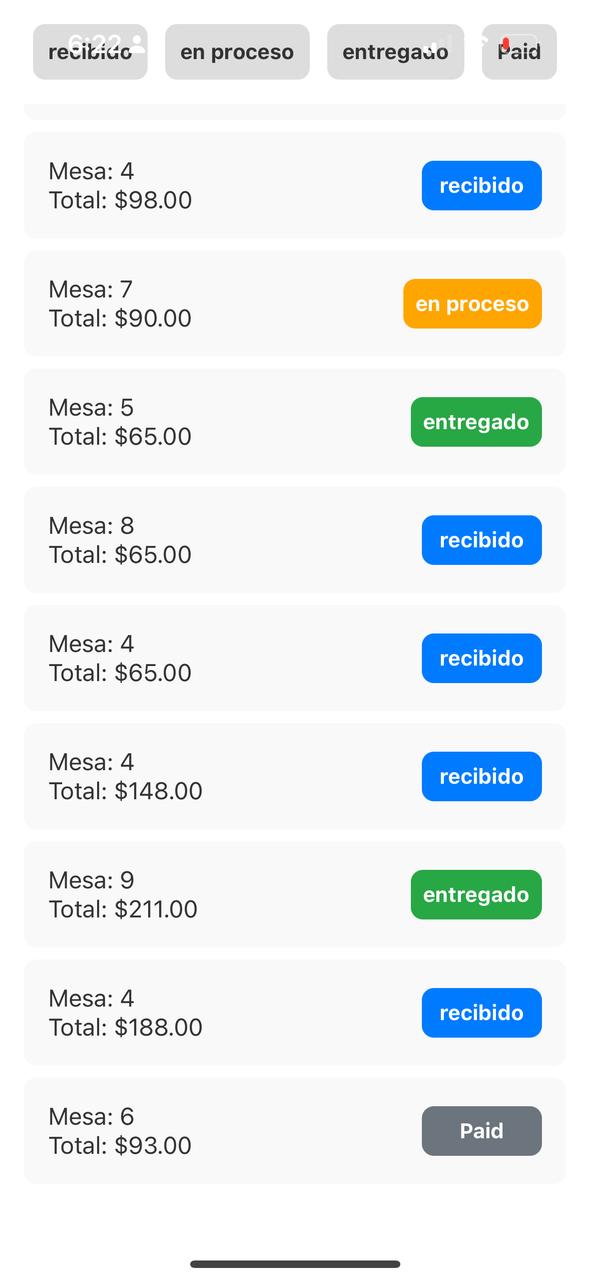 6:22
recibido
en proceso
entregado
Paid
Mesa: 4
Total: $98.00
recibido
Mesa: 7
Total: $90.00
en proceso
Mesa: 5
Total: $65.00
entregado
Mesa: 8
Total: $65.00
recibido
Mesa: 4
Total: $65.00
recibido
Mesa: 4
Total: $148.00
recibido
Mesa: 9
Total: $211.00
entregado
Mesa: 4
Total: $188.00
recibido
Mesa: 6
Total: $93.00
Paid